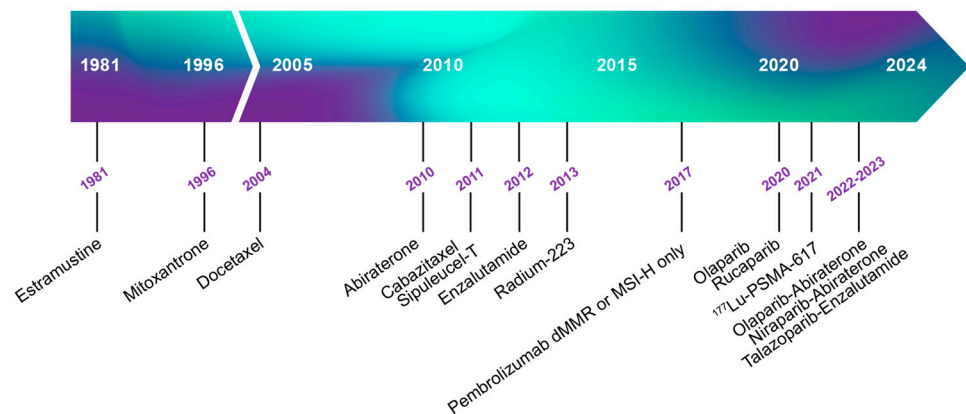 1981
1996
2005
2010
2015
2020
2024
1981
1996
2004
2010
2011
2012
2013
2017
2020
2021
2022-2023
Estramustine
Mitoxantrone
Docetaxel
Abiraterone
Cabazitaxel
Sipuleucel-T
Enzalutamide
Radium-223
Pembrolizumab dMMR or MSI-H only
Olaparib
Rucaparib
¹⁷⁷Lu-PSMA-617
Olaparib-Abiraterone
Niraparib-Abiraterone
Talazoparib-Enzalutamide